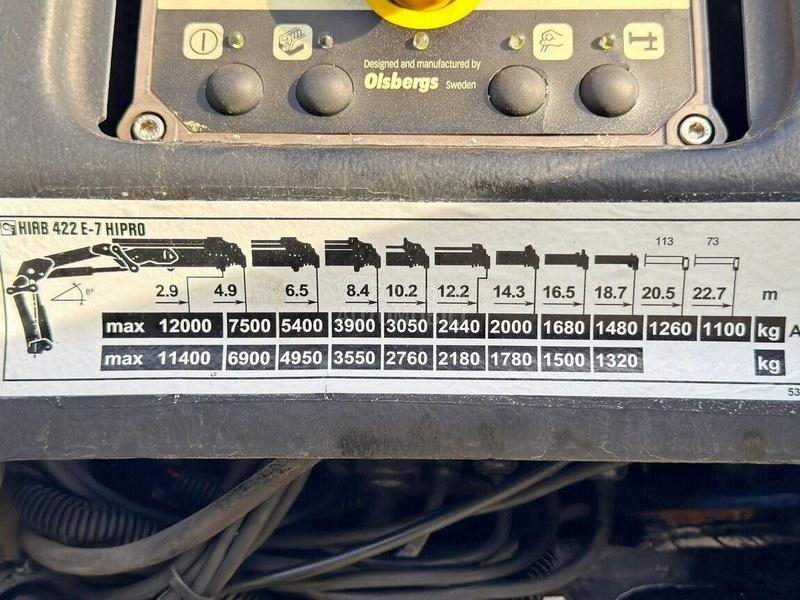 Designed and manufactured by
Olsbergs Sweden
HIAB 422 E-7 HIPRO
113 73
8°
2.9 4.9 6.5 8.4 10.2 12.2 14.3 16.5 18.7 20.5 22.7 m
max 12000 7500 5400 3900 3050 2440 2000 1680 1480 1260 1100 kg A
max 11400 6900 4950 3550 2760 2180 1780 1500 1320 kg
53